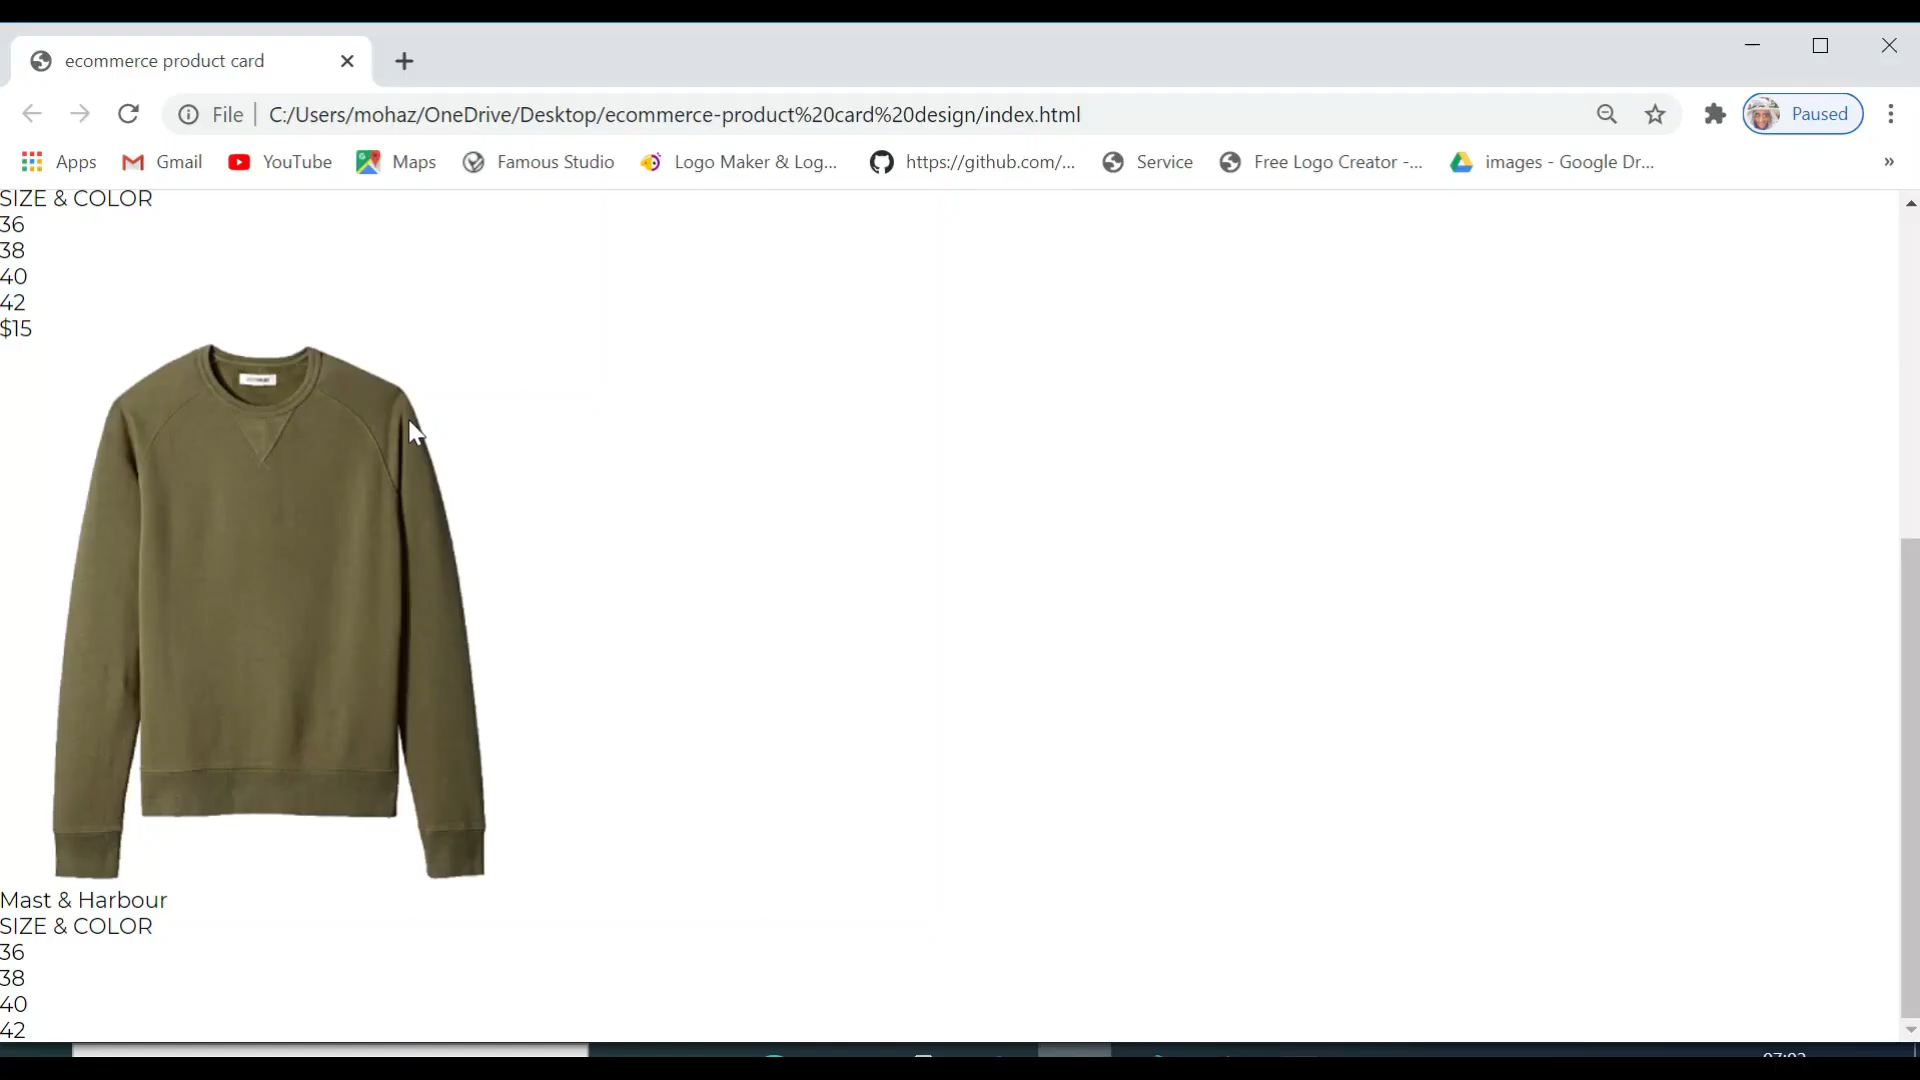 ecommerce product card
File
C:/Users/mohaz/OneDrive/Desktop/ecommerce-product%20card%20design/index.html
Paused
Apps
Gmail
YouTube
Maps
Famous Studio
Logo Maker & Log...
https://github.com/...
Service
Free Logo Creator -...
images - Google Dr...
»
SIZE & COLOR
36
38
40
42
$15
Mast & Harbour
SIZE & COLOR
36
38
40
42